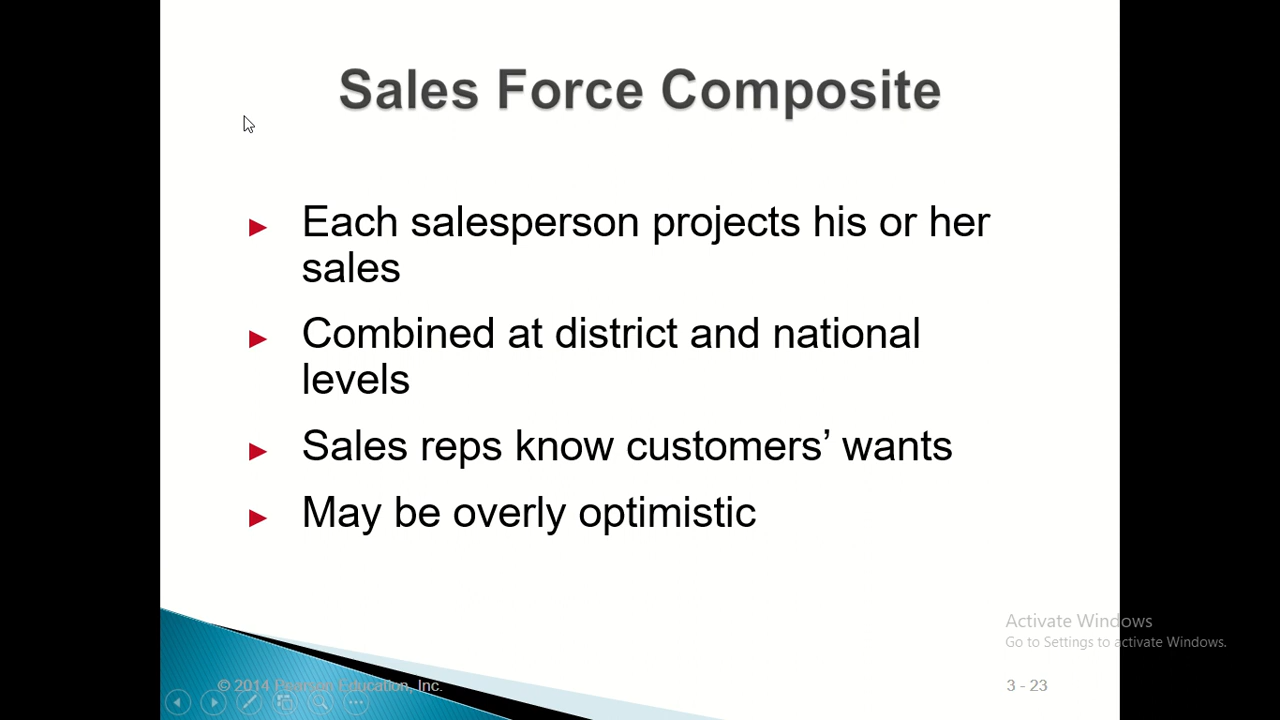 Sales Force Composite
Each salesperson projects his or her
sales
Combined at district and national
levels
Sales reps know customers’ wants
May be overly optimistic
Activate Windows
Go to Settings to activate Windows.
© 2014 Pearson Education, Inc.
3 - 23